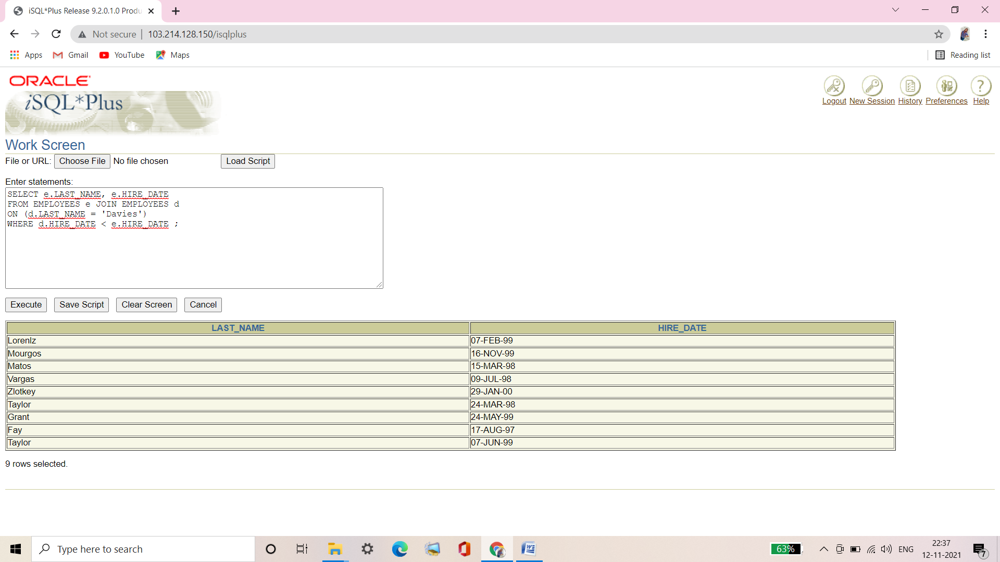 iSQL*Plus Release 9.2.0.1.0 Produ
Not secure | 103.214.128.150/isqlplus
Apps Gmail YouTube Maps Reading list
ORACLE
iSQL*Plus
Logout New Session History Preferences Help
Work Screen
File or URL: Choose File No file chosen Load Script
Enter statements:
SELECT e.LAST_NAME, e.HIRE_DATE
FROM EMPLOYEES e JOIN EMPLOYEES d
ON (d.LAST_NAME = 'Davies')
WHERE d.HIRE_DATE < e.HIRE_DATE ;
Execute Save Script Clear Screen Cancel
LAST_NAME HIRE_DATE
Lorenlz 07-FEB-99
Mourgos 16-NOV-99
Matos 15-MAR-98
Vargas 09-JUL-98
Zlotkey 29-JAN-00
Taylor 24-MAR-98
Grant 24-MAY-99
Fay 17-AUG-97
Taylor 07-JUN-99
9 rows selected.
Type here to search 63% ENG 22:37
12-11-2021 7